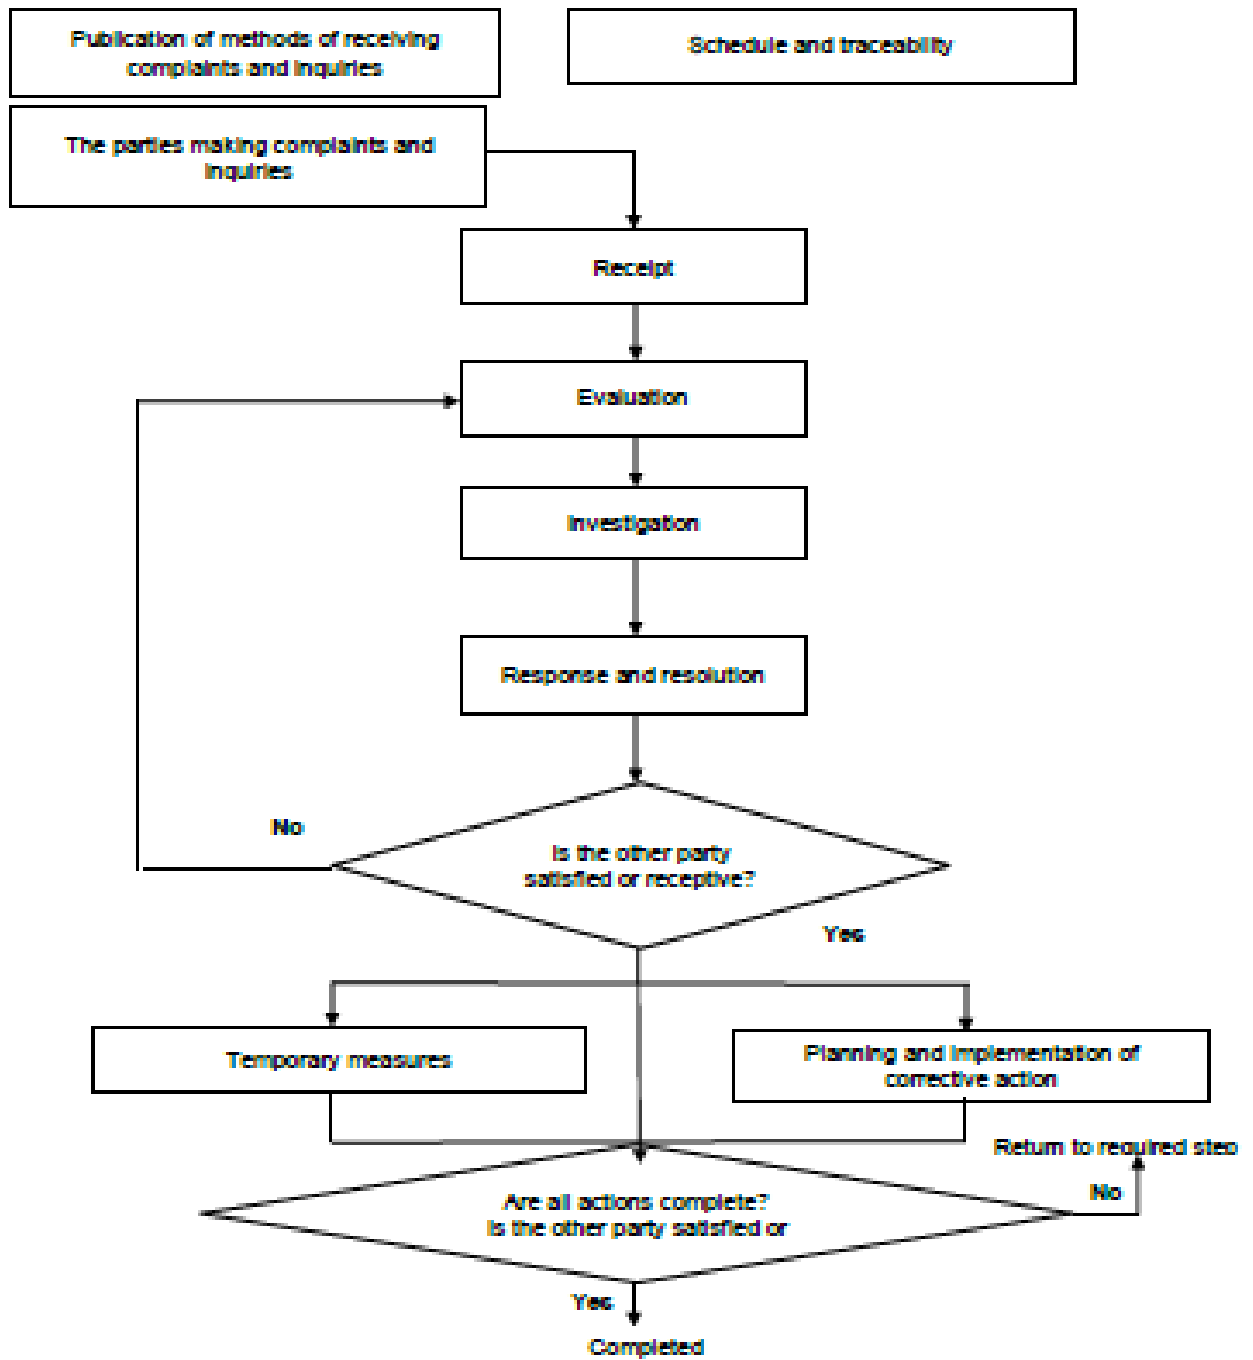 Publication of methods of receiving
complaints and inquiries
Schedule and traceability
The parties making complaints and
inquiries
Receipt
Evaluation
Investigation
Response and resolution
No
Is the other party
satisfied or receptive?
Yes
Temporary measures
Planning and implementation of
corrective action
Return to required step
No
Are all actions complete?
Is the other party satisfied or
Yes
Completed